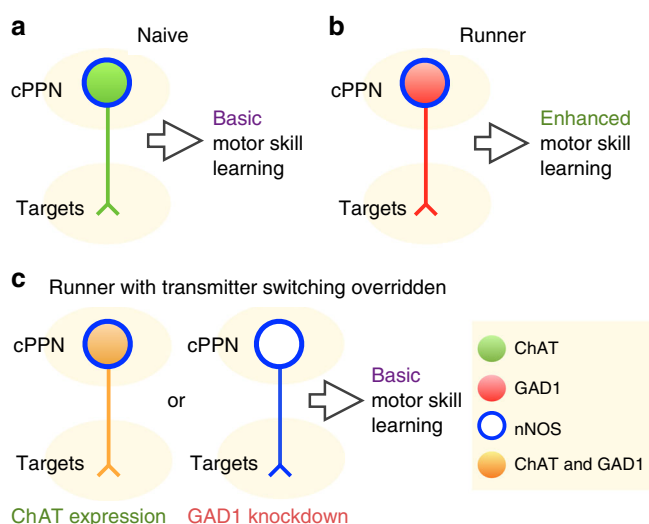 a
Naive
cPPN
Basic
motor skill
learning
Targets
b
Runner
cPPN
Enhanced
motor skill
learning
Targets
c
Runner with transmitter switching overridden
cPPN
cPPN
or
Basic
motor skill
learning
Targets
Targets
ChAT expression
GAD1 knockdown
ChAT
GAD1
nNOS
ChAT and GAD1